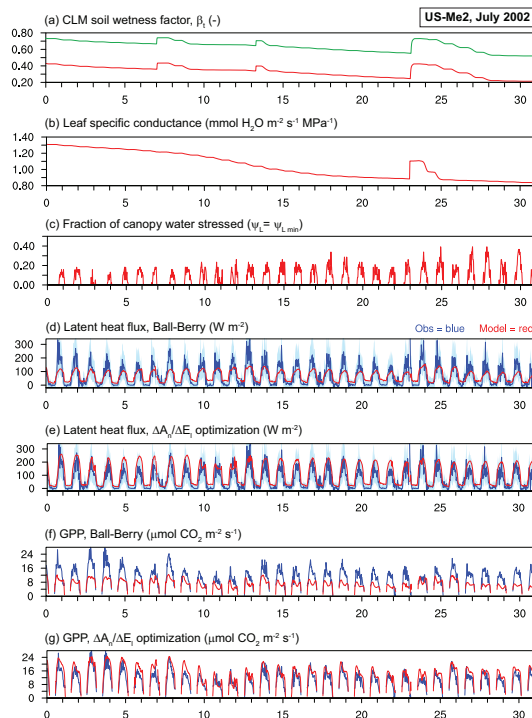 (a) CLM soil wetness factor, βt (-)
US-Me2, July 2002
0.80
0.60
0.40
0.20
0 5 10 15 20 25 30
(b) Leaf specific conductance (mmol H2O m-2 s-1 MPa-1)
1.40
1.20
1.00
0.80
0 5 10 15 20 25 30
(c) Fraction of canopy water stressed (ψL= ψL min)
0.40
0.20
0.00
0 5 10 15 20 25 30
(d) Latent heat flux, Ball-Berry (W m-2)
Obs = blue Model = red
300
200
100
0
0 5 10 15 20 25 30
(e) Latent heat flux, ΔAn/ΔEl optimization (W m-2)
300
200
100
0
0 5 10 15 20 25 30
(f) GPP, Ball-Berry (μmol CO2 m-2 s-1)
24
16
8
0
0 5 10 15 20 25 30
(g) GPP, ΔAn/ΔEl optimization (μmol CO2 m-2 s-1)
24
16
8
0
0 5 10 15 20 25 30